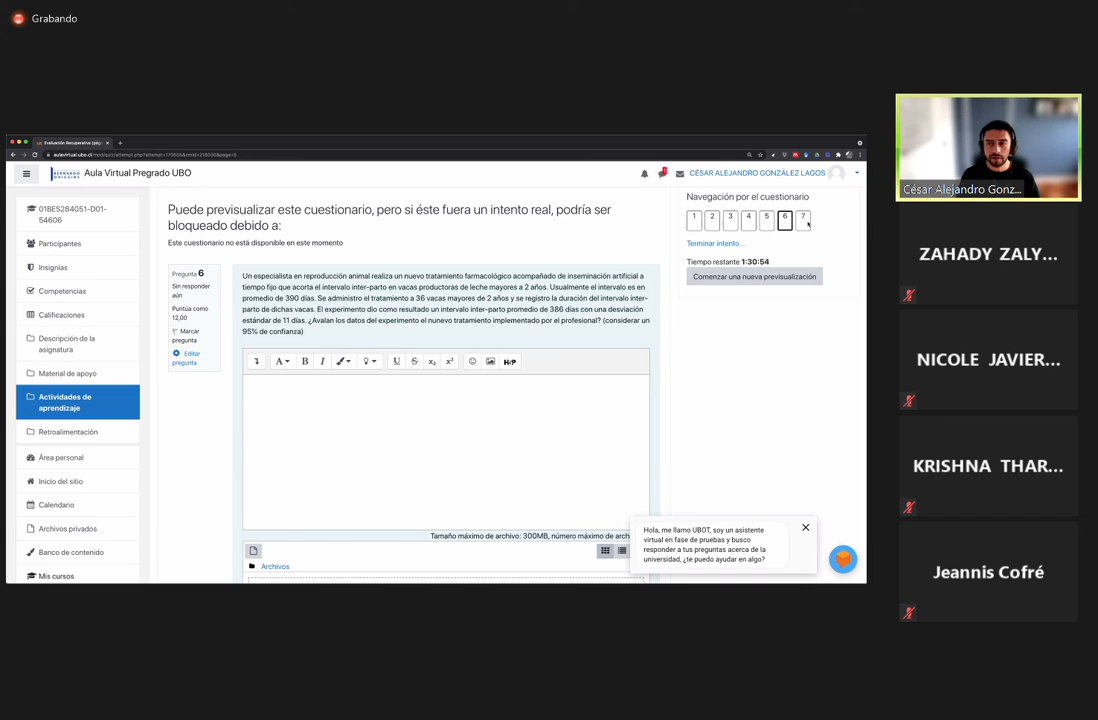 Grabando
Evaluación Recuperativa (pág
Aula Virtual Pregrado UBO
CÉSAR ALEJANDRO GONZÁLEZ LAGOS
01BES284051-D01-
54606
Participantes
Insignias
Competencias
Calificaciones
Descripción de la
asignatura
Material de apoyo
Actividades de
aprendizaje
Retroalimentación
Área personal
Inicio del sitio
Calendario
Archivos privados
Banco de contenido
Mis cursos
Puede previsualizar este cuestionario, pero si éste fuera un intento real, podría ser
bloqueado debido a:
Este cuestionario no está disponible en este momento
Pregunta 6
Sin responder
aún
Puntúa como
12,00
Marcar
pregunta
Editar
pregunta
Un especialista en reproducción animal realiza un nuevo tratamiento farmacológico acompañado de inseminación artificial a
tiempo fijo que acorta el intervalo inter-parto en vacas productoras de leche mayores a 2 años. Usualmente el intervalo es en
promedio de 390 días. Se administro el tratamiento a 36 vacas mayores de 2 años y se registro la duración del intervalo inter-
parto de dichas vacas. El experimento dio como resultado un intervalo inter-parto promedio de 386 días con una desviación
estándar de 11 días. ¿Avalan los datos del experimento el nuevo tratamiento implementado por el profesional? (considerar un
95% de confianza)
A B I U S x₂ x² H-P
Tamaño máximo de archivo: 300MB, número máximo de arch
Archivos
Navegación por el cuestionario
1 2 3 4 5 6 7
Terminar intento...
Tiempo restante 1:30:54
Comenzar una nueva previsualización
Hola, me llamo UBOT, soy un asistente
virtual en fase de pruebas y busco
responder a tus preguntas acerca de la
universidad, ¿te puedo ayudar en algo?
César Alejandro Gonz...
ZAHADY ZALY...
NICOLE JAVIER...
KRISHNA THAR...
Jeannis Cofré